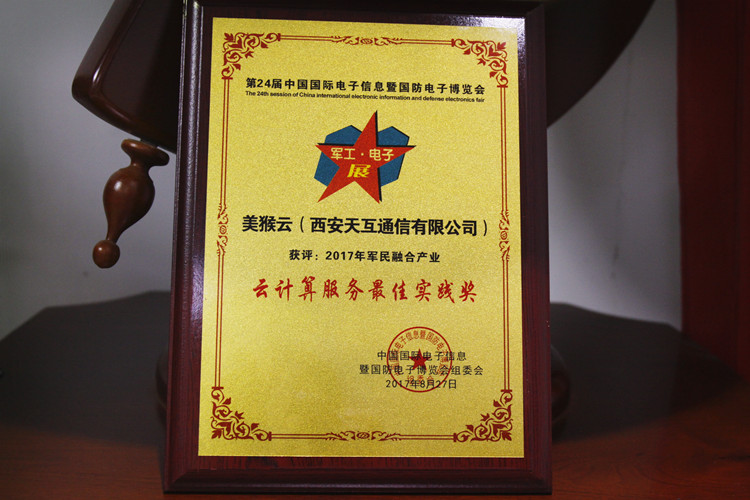 第24届中国国际电子信息暨国防电子博览会
The 24th session of China international electronic information and defense electronics fair
军工·电子
展
美猴云（西安天互通信有限公司）
获评：2017年军民融合产业
云计算服务最佳实践奖
中国国际电子信息
暨国防电子博览会组委会
2017年8月27日